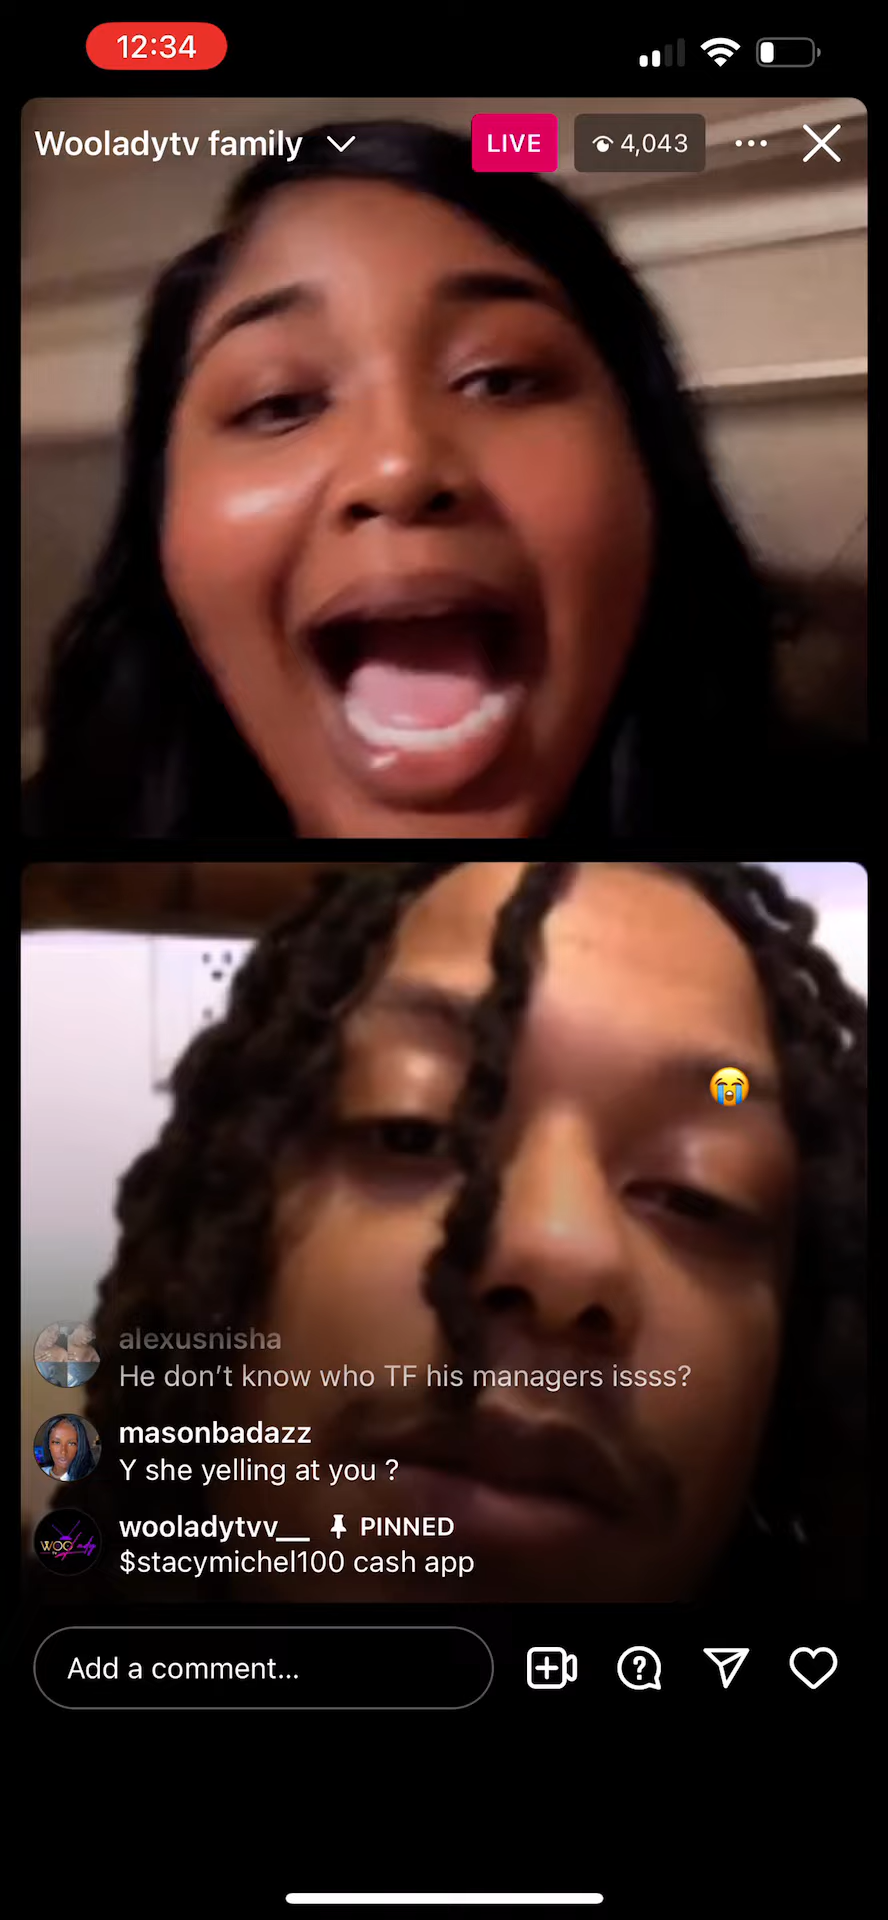 12:34
Wooladytv family
LIVE
4,043
alexusnisha
He don't know who TF his managers issss?
masonbadazz
Y she yelling at you ?
wooladytvv__ PINNED
$stacymichel100 cash app
Add a comment...